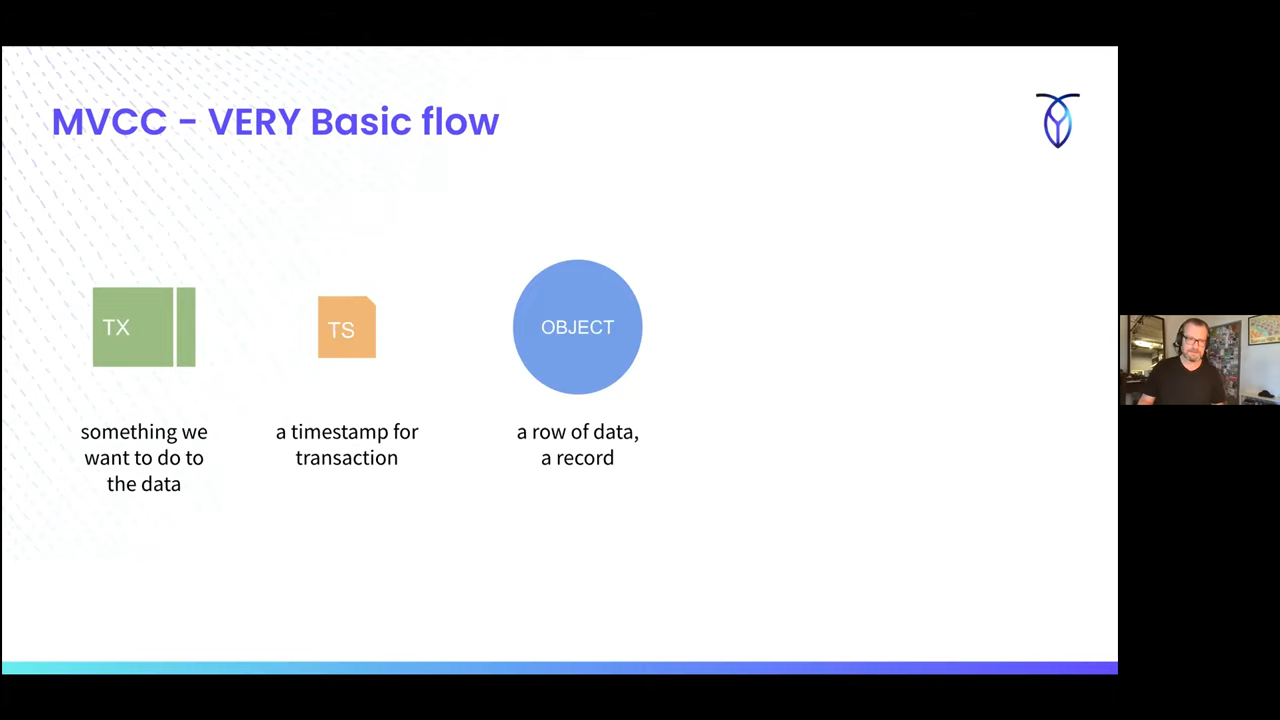 MVCC - VERY Basic flow
TX
TS
OBJECT
something we
want to do to
the data
a timestamp for
transaction
a row of data,
a record